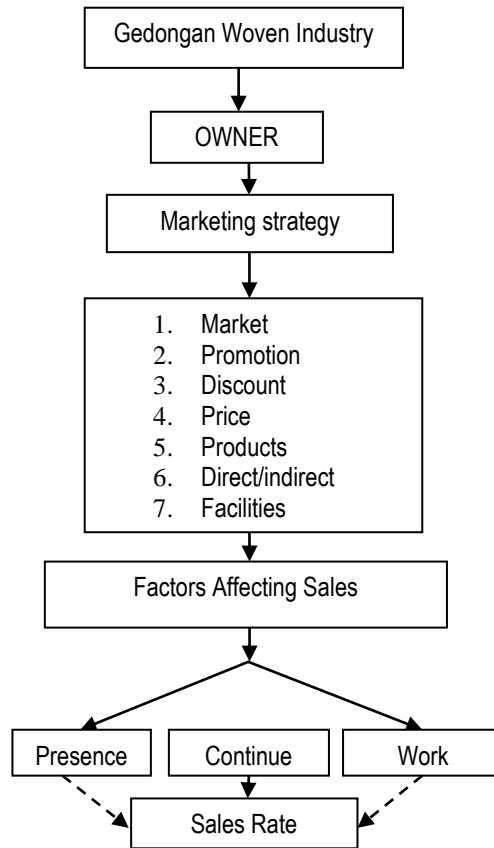 Gedongan Woven Industry
OWNER
Marketing strategy
1. Market
2. Promotion
3. Discount
4. Price
5. Products
6. Direct/indirect
7. Facilities
Factors Affecting Sales
Presence
Continue
Work
Sales Rate